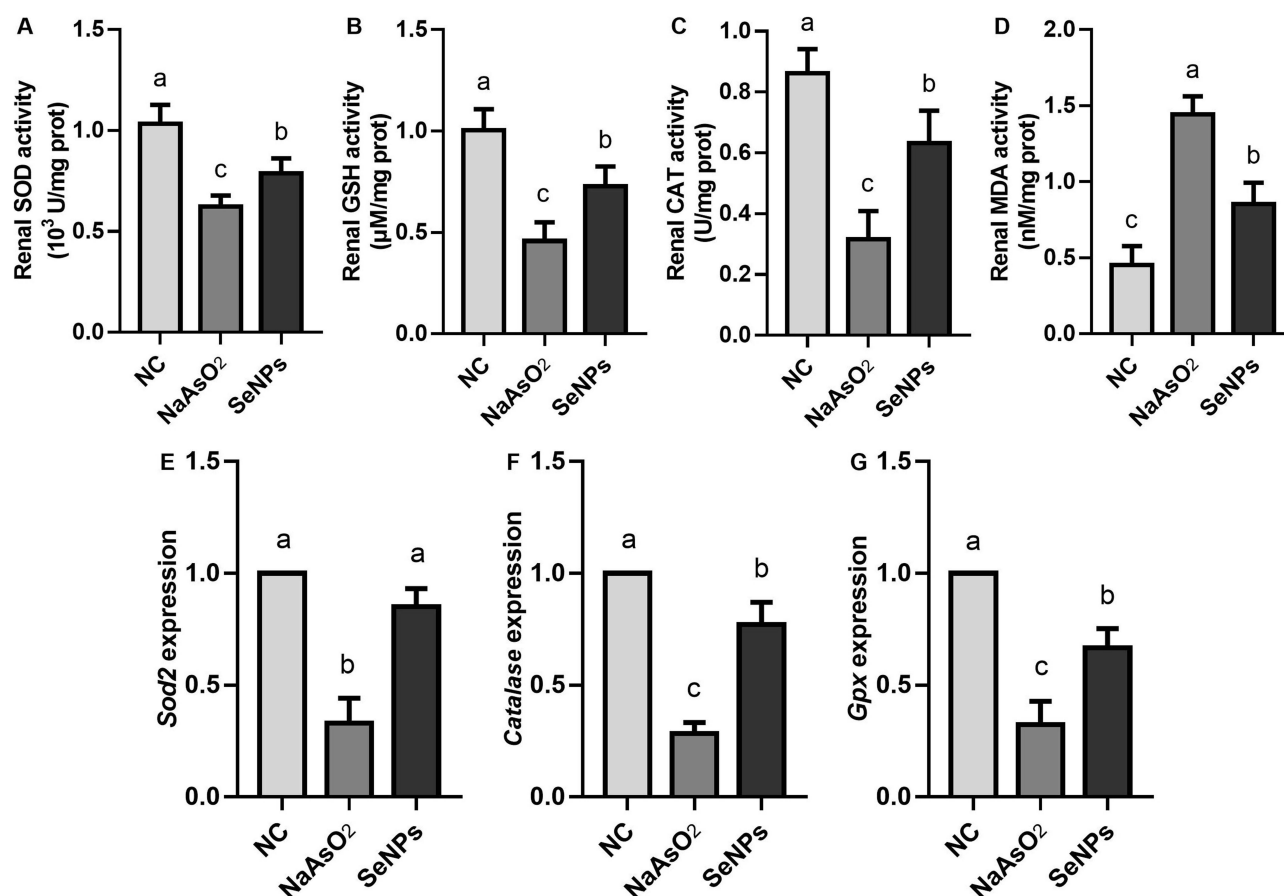 A
Renal SOD activity
(10³ U/mg prot)
1.5
1.0
0.5
0.0
a
c
b
NC
NaAsO₂
SeNPs
B
Renal GSH activity
(μM/mg prot)
1.5
1.0
0.5
0.0
a
c
b
NC
NaAsO₂
SeNPs
C
Renal CAT activity
(U/mg prot)
1.0
0.8
0.6
0.4
0.2
0.0
a
c
b
NC
NaAsO₂
SeNPs
D
Renal MDA activity
(nM/mg prot)
2.0
1.5
1.0
0.5
0.0
c
a
b
NC
NaAsO₂
SeNPs
E
Sod2 expression
1.5
1.0
0.5
0.0
a
b
a
NC
NaAsO₂
SeNPs
F
Catalase expression
1.5
1.0
0.5
0.0
a
c
b
NC
NaAsO₂
SeNPs
G
Gpx expression
1.5
1.0
0.5
0.0
a
c
b
NC
NaAsO₂
SeNPs